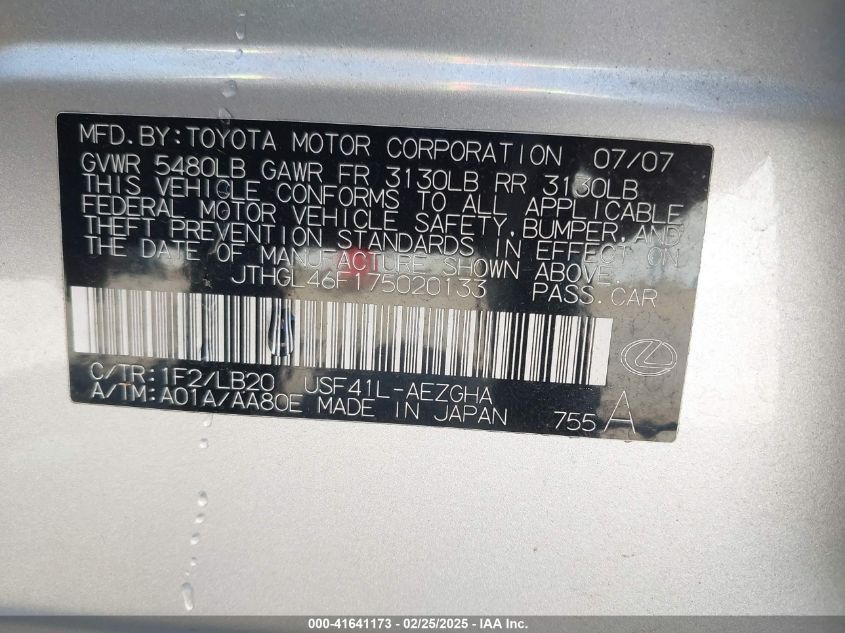 MFD.BY:TOYOTA MOTOR CORPORATION 07/07
GVWR 5480LB GAWR FR 3130LB RR 3130LB
THIS VEHICLE CONFORMS TO ALL APPLICABLE
FEDERAL MOTOR VEHICLE SAFETY,BUMPER,AND
THEFT PREVENTION STANDARDS IN EFFECT ON
THE DATE OF MANUFACTURE SHOWN ABOVE.
JTHGL46F175020133 PASS.CAR
C/TR:1F2/LB20 USF41L-AEZGHA
A/TM:A01A/AA80E MADE IN JAPAN 755A
000-41641173 - 02/25/2025 - IAA Inc.